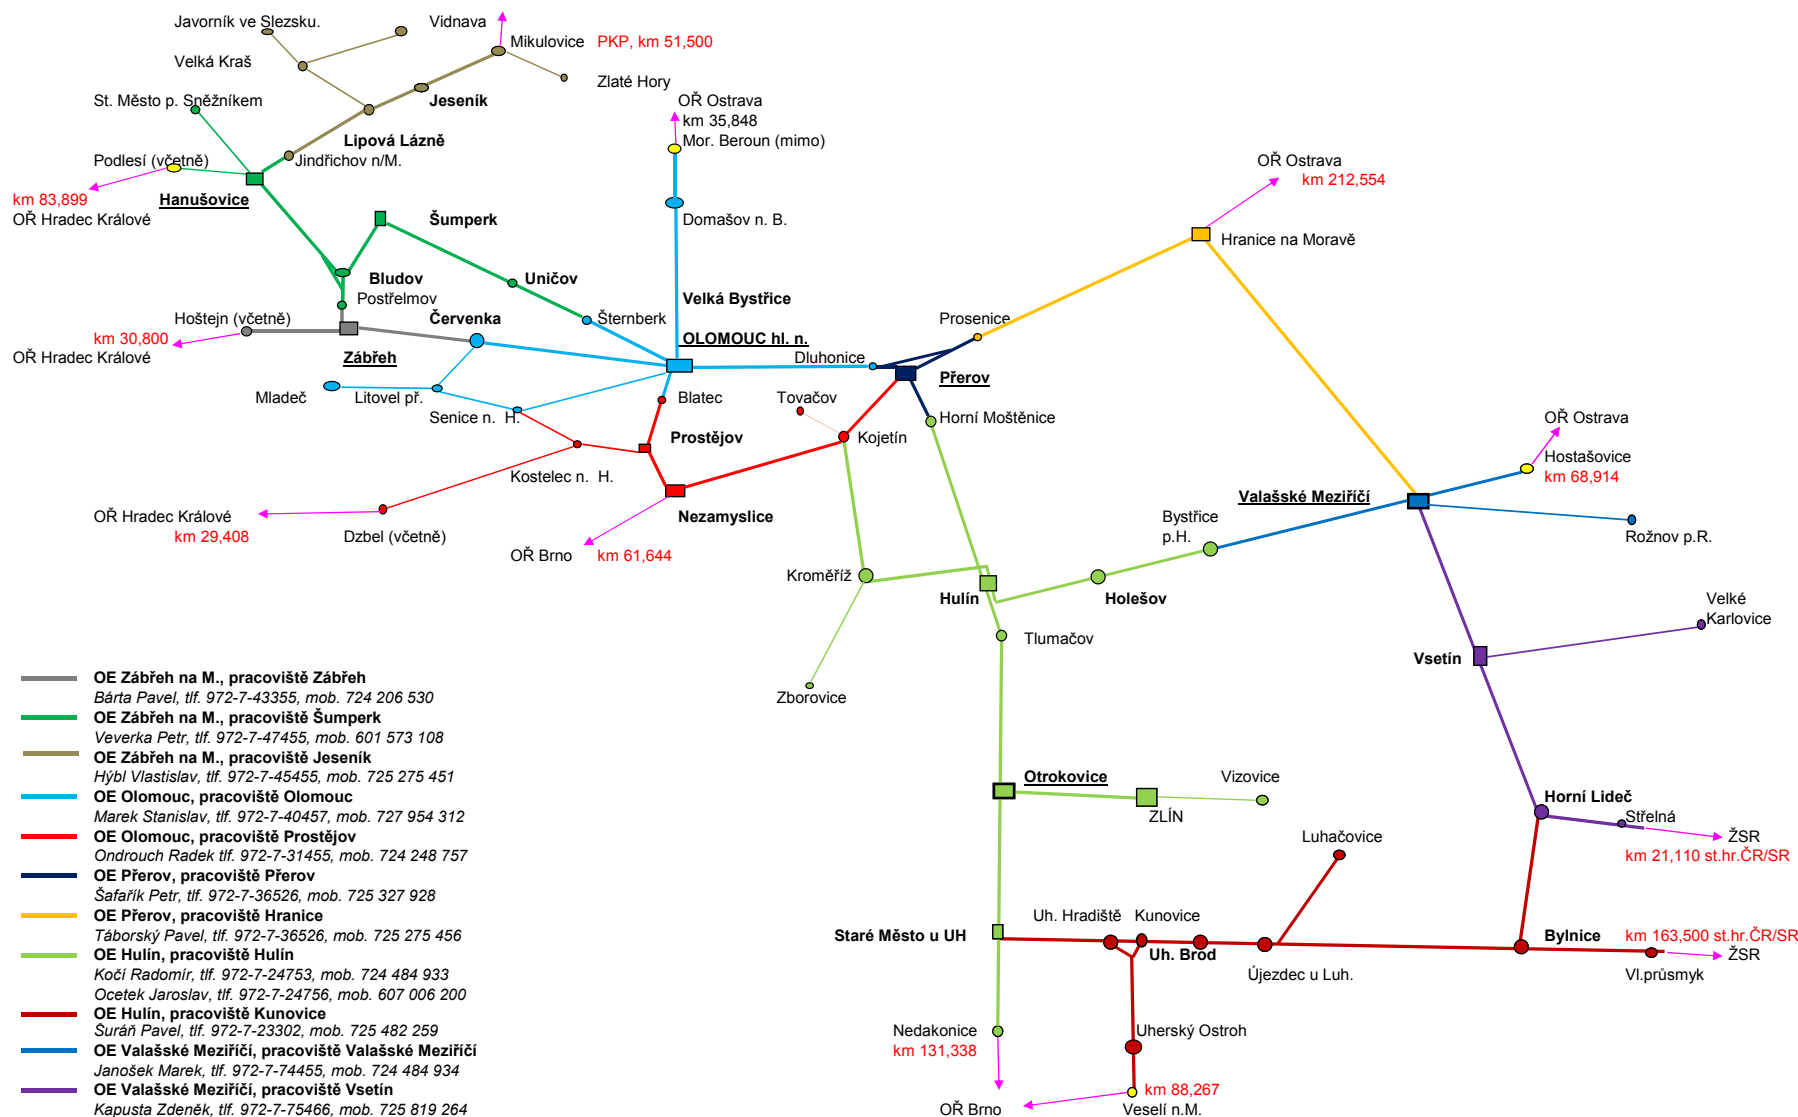 Javorník ve Slezsku.
Vidnava
Mikulovice
PKP, km 51,500
Velká Kraš
Zlaté Hory
St. Město p. Sněžníkem
Jeseník
OŘ Ostrava
km 35,848
Mor. Beroun (mimo)
Lipová Lázně
Podlesí (včetně)
Jindřichov n/M.
OŘ Ostrava
km 212,554
km 83,899
OŘ Hradec Králové
Hanušovice
Šumperk
Domašov n. B.
Hranice na Moravě
Bludov
Uničov
Postřelmov
Velká Bystřice
Hoštejn (včetně)
Červenka
Šternberk
Prosenice
km 30,800
OŘ Hradec Králové
Zábřeh
OLOMOUC hl. n.
Dluhonice
Přerov
Mladeč
Litovel př.
Blatec
Tovačov
Senice n. H.
Horní Moštěnice
OŘ Ostrava
Prostějov
Kojetín
Hostašovice
km 68,914
Kostelec n. H.
Valašské Meziříčí
OŘ Hradec Králové
km 29,408
Dzbel (včetně)
Nezamyslice
Bystřice
p.H.
Rožnov p.R.
OŘ Brno
km 61,644
Kroměříž
Hulín
Holešov
Velké
Karlovice
Tlumačov
Vsetín
Zborovice
OE Zábřeh na M., pracoviště Zábřeh
Bárta Pavel, tlf. 972-7-43355, mob. 724 206 530
OE Zábřeh na M., pracoviště Šumperk
Veverka Petr, tlf. 972-7-47455, mob. 601 573 108
OE Zábřeh na M., pracoviště Jeseník
Hýbl Vlastislav, tlf. 972-7-45455, mob. 725 275 451
OE Olomouc, pracoviště Olomouc
Marek Stanislav, tlf. 972-7-40457, mob. 727 954 312
OE Olomouc, pracoviště Prostějov
Ondrouch Radek tlf. 972-7-31455, mob. 724 248 757
OE Přerov, pracoviště Přerov
Šafařík Petr, tlf. 972-7-36526, mob. 725 327 928
OE Přerov, pracoviště Hranice
Táborský Pavel, tlf. 972-7-36526, mob. 725 275 456
OE Hulín, pracoviště Hulín
Kočí Radomír, tlf. 972-7-24753, mob. 724 484 933
Ocetek Jaroslav, tlf. 972-7-24756, mob. 607 006 200
OE Hulín, pracoviště Kunovice
Šuráň Pavel, tlf. 972-7-23302, mob. 725 482 259
OE Valašské Meziříčí, pracoviště Valašské Meziříčí
Janošek Marek, tlf. 972-7-74455, mob. 724 484 934
OE Valašské Meziříčí, pracoviště Vsetín
Kapusta Zdeněk, tlf. 972-7-75466, mob. 725 819 264
Otrokovice
Vizovice
ZLÍN
Horní Lideč
Střelná
Luhačovice
ŽSR
km 21,110 st.hr.ČR/SR
Uh. Hradiště
Kunovice
Staré Město u UH
Uh. Brod
Bylnice
km 163,500 st.hr.ČR/SR
ŽSR
Újezdec u Luh.
Vl.průsmyk
Nedakonice
km 131,338
Uherský Ostroh
km 88,267
OŘ Brno
Veselí n.M.